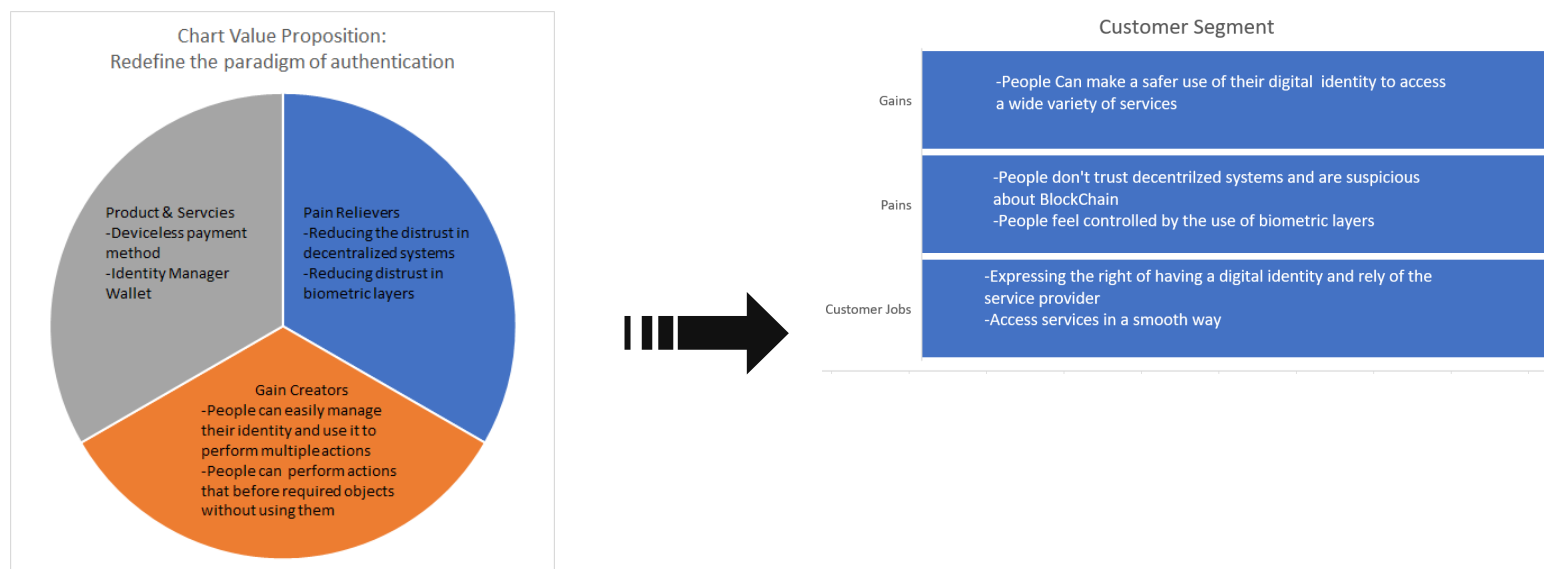 Chart Value Proposition:
Redefine the paradigm of authentication
Product & Servcies
-Deviceless payment
method
-Identity Manager
Wallet
Pain Relievers
-Reducing the distrust in
decentralized systems
-Reducing distrust in
biometric layers
Gain Creators
-People can easily manage
their identity and use it to
perform multiple actions
-People can perform actions
that before required objects
without using them
Customer Segment
Gains
-People Can make a safer use of their digital identity to access
a wide variety of services
Pains
-People don't trust decentrilzed systems and are suspicious
about BlockChain
-People feel controlled by the use of biometric layers
Customer Jobs
-Expressing the right of having a digital identity and rely of the
service provider
-Access services in a smooth way